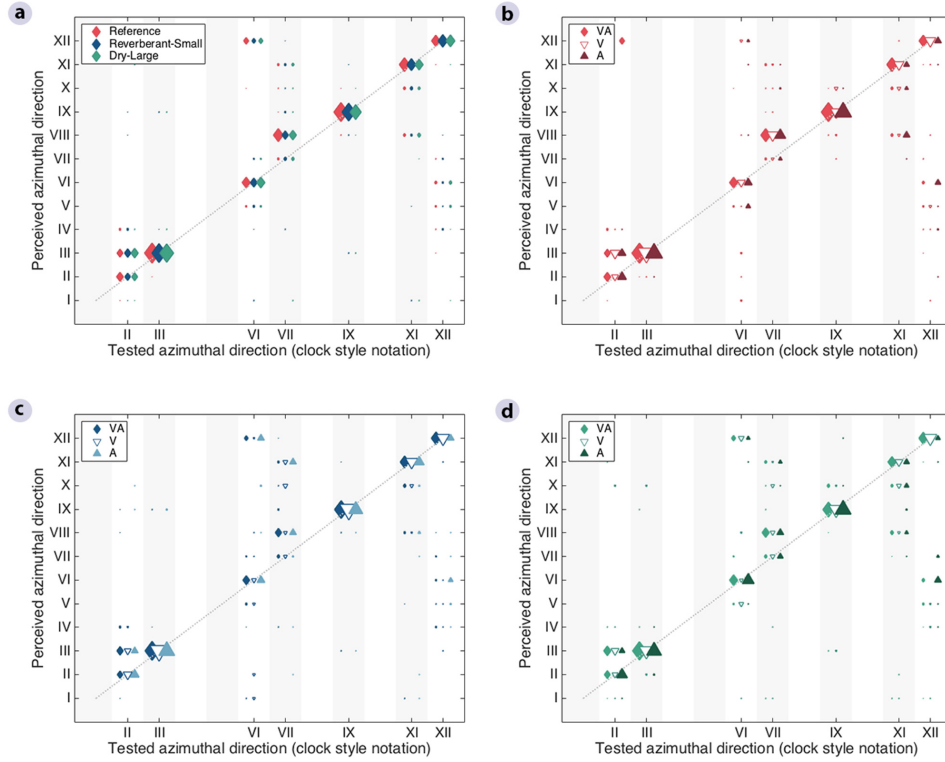 a
Perceived azimuthal direction
XII
XI
X
IX
VIII
VII
VI
V
IV
III
II
I
Reference
Reverberant-Small
Dry-Large
II III VI VII IX XI XII
Tested azimuthal direction (clock style notation)
b
Perceived azimuthal direction
XII
XI
X
IX
VIII
VII
VI
V
IV
III
II
I
VA
V
A
II III VI VII IX XI XII
Tested azimuthal direction (clock style notation)
c
Perceived azimuthal direction
XII
XI
X
IX
VIII
VII
VI
V
IV
III
II
I
VA
V
A
II III VI VII IX XI XII
Tested azimuthal direction (clock style notation)
d
Perceived azimuthal direction
XII
XI
X
IX
VIII
VII
VI
V
IV
III
II
I
VA
V
A
II III VI VII IX XI XII
Tested azimuthal direction (clock style notation)